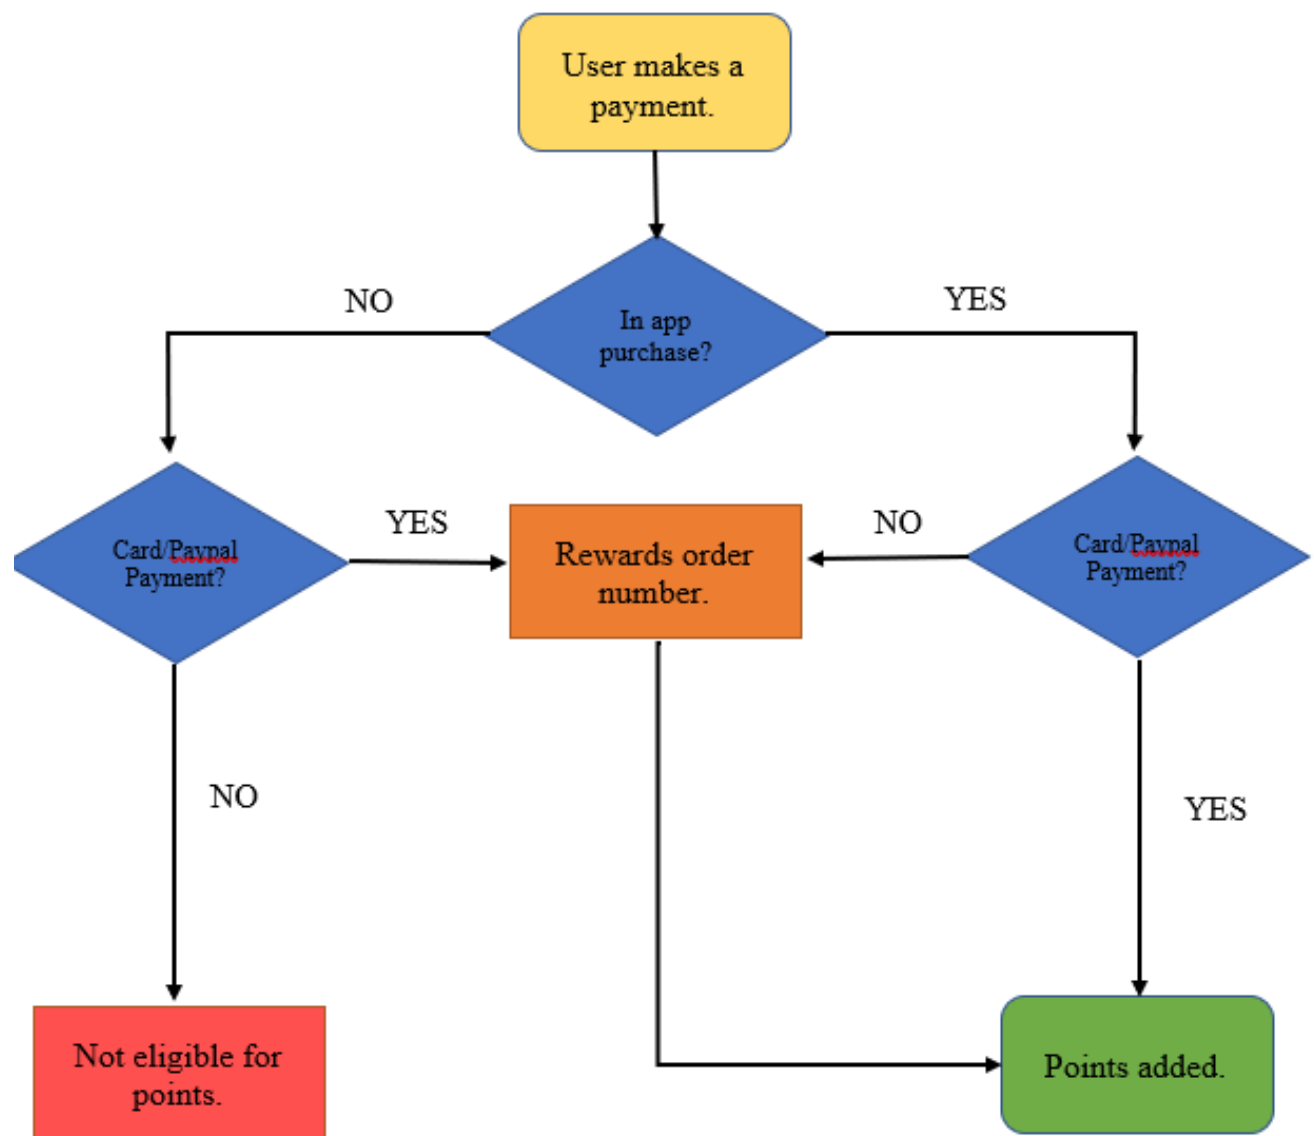 User makes a
payment.
NO
YES
In app
purchase?
YES
NO
Card/Paypal
Payment?
Rewards order
number.
Card/Paypal
Payment?
NO
YES
Not eligible for
points.
Points added.